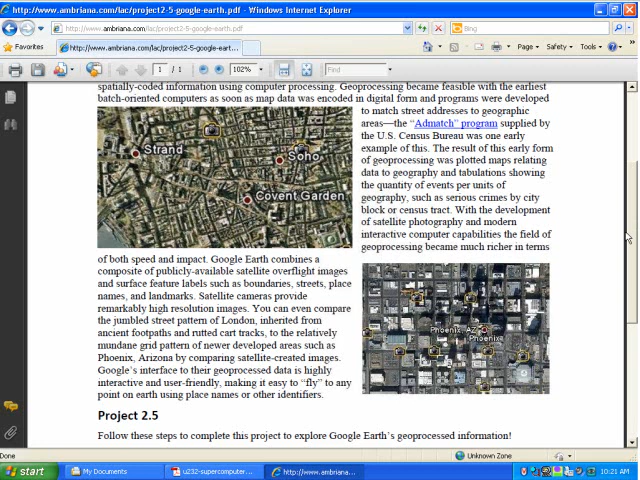 http://www.ambriana.com/lac/project2-5-google-earth.pdf - Windows Internet Explorer
http://www.ambriana.com/lac/project2-5-google-earth.pdf
Bing
Favorites
http://www.ambriana.com/lac/project2-5-google-eart...
Page
Safety
Tools
1 / 1
102%
Find
spatially-coded information using computer processing. Geoprocessing became feasible with the earliest
batch-oriented computers as soon as map data was encoded in digital form and programs were developed
to match street addresses to geographic
areas—the "Admatch" program supplied by
the U.S. Census Bureau was one early
example of this. The result of this early form
of geoprocessing was plotted maps relating
data to geography and tabulations showing
the quantity of events per units of
geography, such as serious crimes by city
block or census tract. With the development
of satellite photography and modern
interactive computer capabilities the field of
geoprocessing became much richer in terms
Strand
Soho
Covent Garden
of both speed and impact. Google Earth combines a
composite of publicly-available satellite overflight images
and surface feature labels such as boundaries, streets, place
names, and landmarks. Satellite cameras provide
remarkably high resolution images. You can even compare
the jumbled street pattern of London, inherited from
ancient footpaths and rutted cart tracks, to the relatively
mundane grid pattern of newer developed areas such as
Phoenix, Arizona by comparing satellite-created images.
Google's interface to their geoprocessed data is highly
interactive and user-friendly, making it easy to "fly" to any
point on earth using place names or other identifiers.
Phoenix, AZ
Phoenix
Project 2.5
Follow these steps to complete this project to explore Google Earth's geoprocessed information!
Done
Unknown Zone
start
My Documents
u232-supercomputer...
http://www.ambriana...
10:21 AM